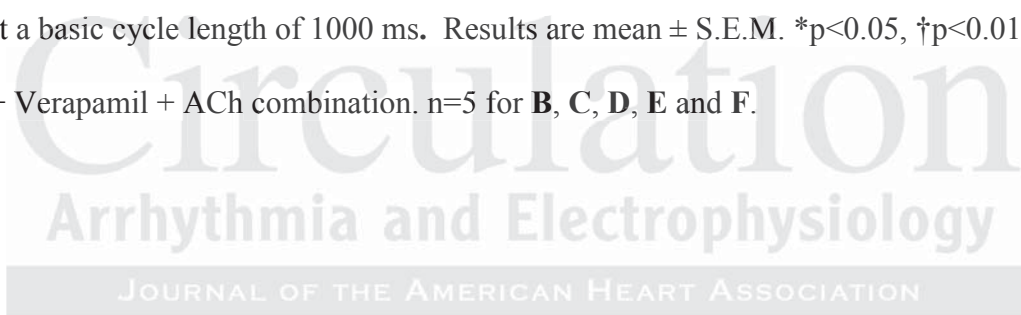 t a basic cycle length of 1000 ms. Results are mean ± S.E.M. *p<0.05, †p<0.01
Verapamil + ACh combination. n=5 for B, C, D, E and F.
Circulation
Arrhythmia and Electrophysiology
JOURNAL OF THE AMERICAN HEART ASSOCIATION